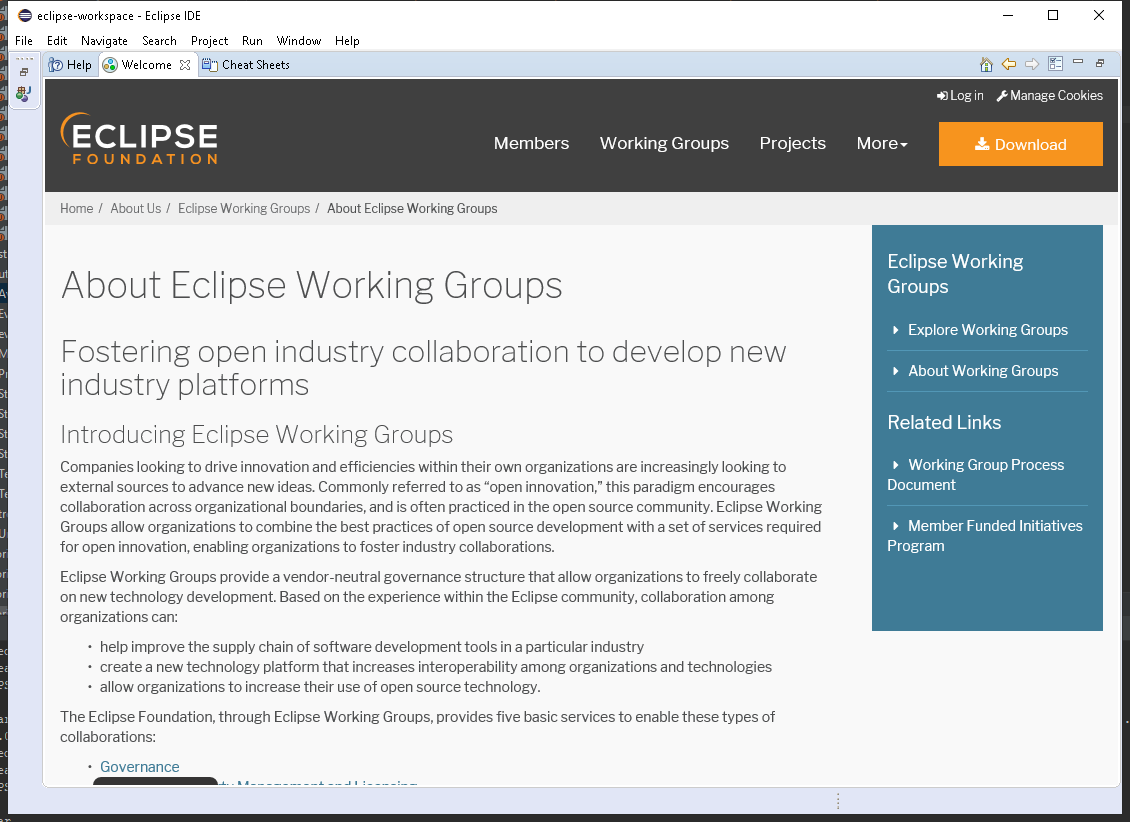 eclipse-workspace - Eclipse IDE
File Edit Navigate Search Project Run Window Help
Help Welcome Cheat Sheets
Log in Manage Cookies
ECLIPSE
FOUNDATION
Members Working Groups Projects More Download
Home / About Us / Eclipse Working Groups / About Eclipse Working Groups
About Eclipse Working Groups
Fostering open industry collaboration to develop new
industry platforms
Introducing Eclipse Working Groups
Companies looking to drive innovation and efficiencies within their own organizations are increasingly looking to
external sources to advance new ideas. Commonly referred to as “open innovation,” this paradigm encourages
collaboration across organizational boundaries, and is often practiced in the open source community. Eclipse Working
Groups allow organizations to combine the best practices of open source development with a set of services required
for open innovation, enabling organizations to foster industry collaborations.
Eclipse Working Groups provide a vendor-neutral governance structure that allow organizations to freely collaborate
on new technology development. Based on the experience within the Eclipse community, collaboration among
organizations can:
• help improve the supply chain of software development tools in a particular industry
• create a new technology platform that increases interoperability among organizations and technologies
• allow organizations to increase their use of open source technology.
The Eclipse Foundation, through Eclipse Working Groups, provides five basic services to enable these types of
collaborations:
• Governance
Management and Licensing
Eclipse Working
Groups
Explore Working Groups
About Working Groups
Related Links
Working Group Process
Document
Member Funded Initiatives
Program